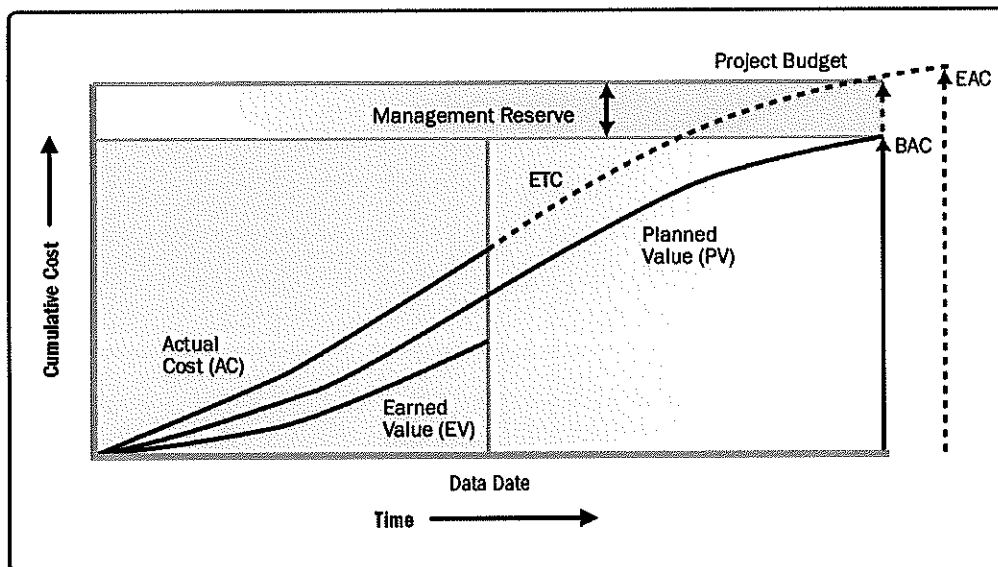 Project Budget
EAC
Management Reserve
BAC
ETC
Planned
Value (PV)
Cumulative Cost
Actual
Cost (AC)
Earned
Value (EV)
Data Date
Time